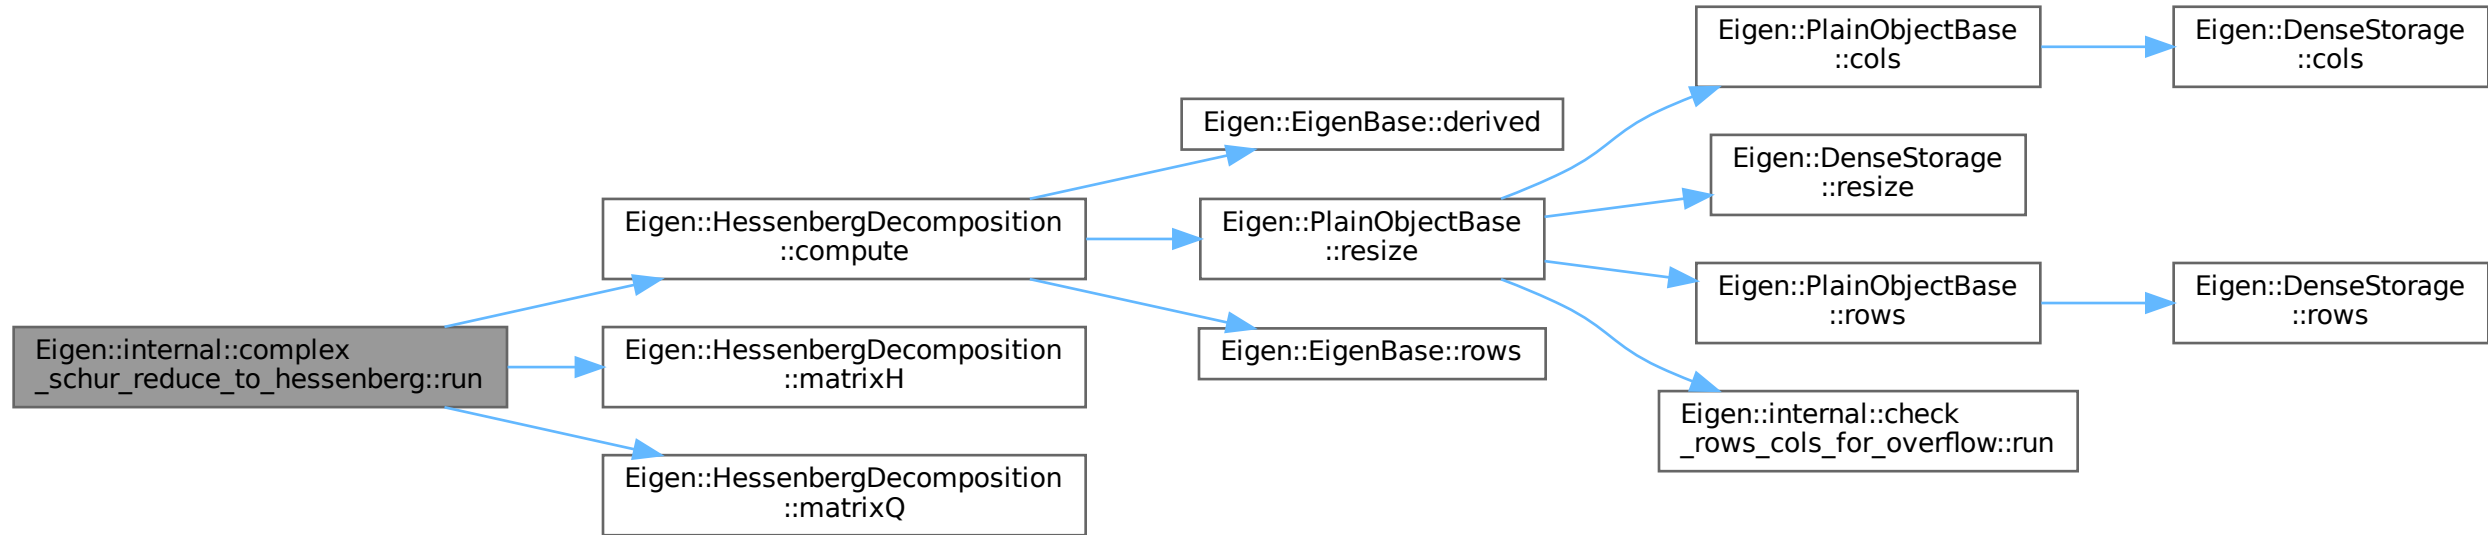 Eigen::internal::complex
_schur_reduce_to_hessenberg::run
Eigen::HessenbergDecomposition
::compute
Eigen::HessenbergDecomposition
::matrixH
Eigen::HessenbergDecomposition
::matrixQ
Eigen::EigenBase::derived
Eigen::PlainObjectBase
::resize
Eigen::EigenBase::rows
Eigen::PlainObjectBase
::cols
Eigen::DenseStorage
::resize
Eigen::PlainObjectBase
::rows
Eigen::internal::check
_rows_cols_for_overflow::run
Eigen::DenseStorage
::cols
Eigen::DenseStorage
::rows